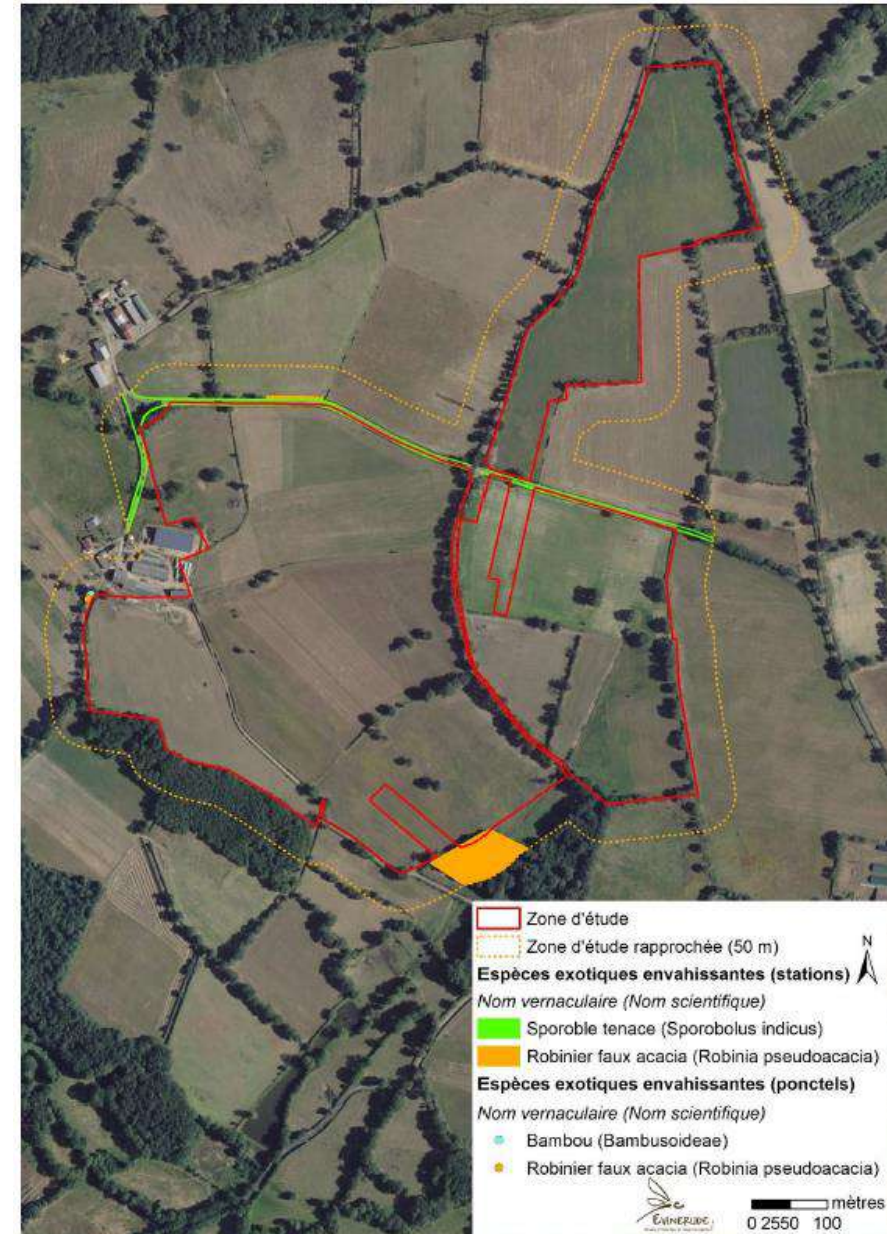 Zone d'étude
Zone d'étude rapprochée (50 m)
N
Espèces exotiques envahissantes (stations)
Nom vernaculaire (Nom scientifique)
Sporoble tenace (Sporobolus indicus)
Robinier faux acacia (Robinia pseudoacacia)
Espèces exotiques envahissantes (ponctels)
Nom vernaculaire (Nom scientifique)
Bambou (Bambusoideae)
Robinier faux acacia (Robinia pseudoacacia)
EVINERUDE
mètres
0 2550 100